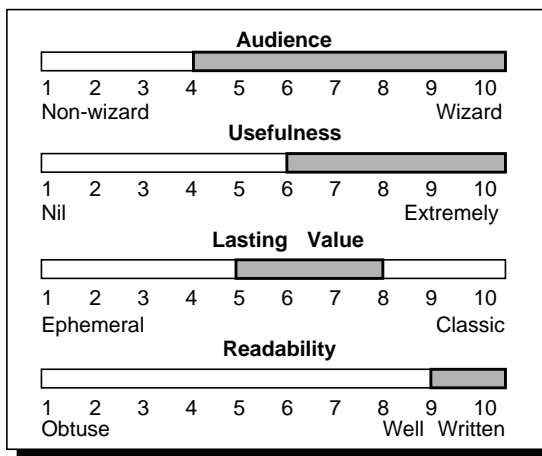 Audience
1 2 3 4 5 6 7 8 9 10
Non-wizard Wizard
Usefulness
1 2 3 4 5 6 7 8 9 10
Nil Extremely
Lasting Value
1 2 3 4 5 6 7 8 9 10
Ephemeral Classic
Readability
1 2 3 4 5 6 7 8 9 10
Obtuse Well Written